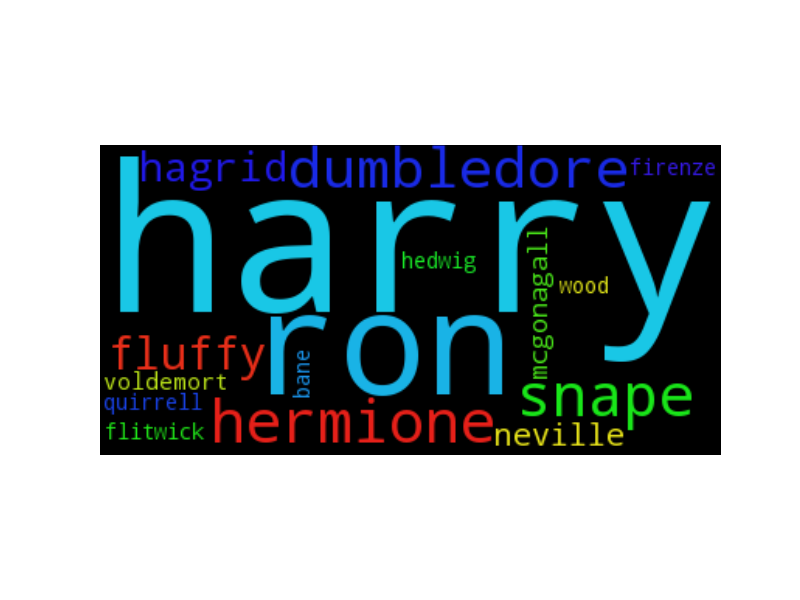 hagrid dumbledore firenze
harry
hedwig
mcgonagall
wood
ron
fluffy
bane
voldemort
snape
quirrell
hermione
flitwick
neville